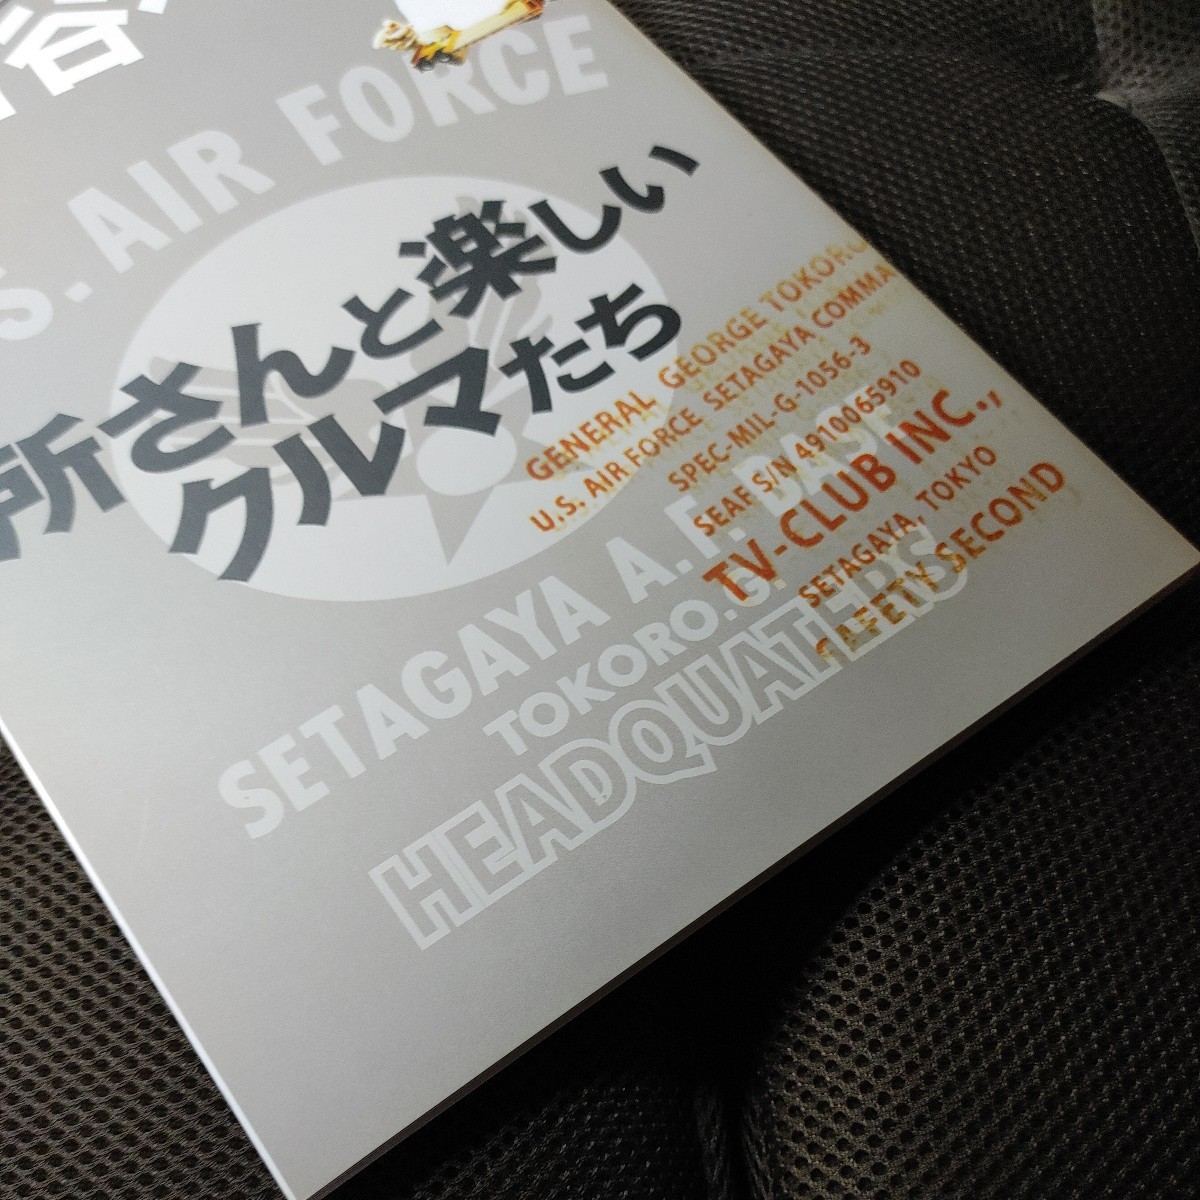 谷
S. AIR FORCE
所さんと楽しい
クルマたち
GENERAL GEORGE TOKORO
U.S. AIR FORCE SETAGAYA COMMA
SPEC-MIL-G-1056-3
SEAF S/N 4910065910
TV-CLUB INC.,
SETAGAYA, TOKYO
SAFETY SECOND
SETAGAYA A. F. BASE
TOKORO.G.
HEADQUATERS